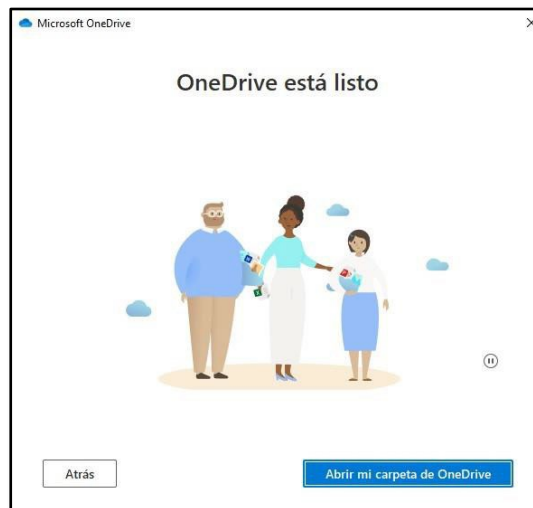 Microsoft OneDrive
OneDrive está listo
Atrás
Abrir mi carpeta de OneDrive